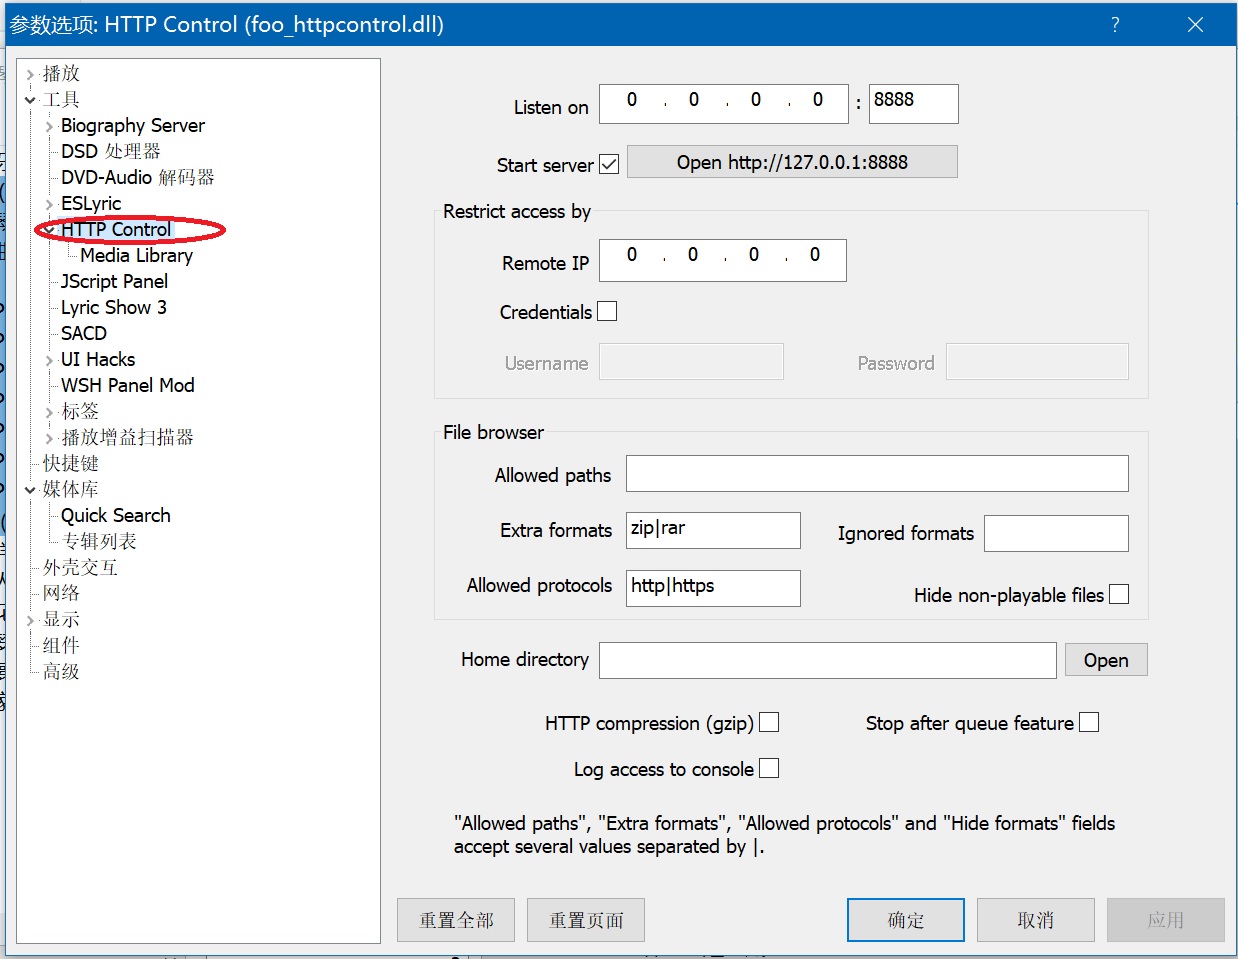 参数选项: HTTP Control (foo_httpcontrol.dll)
?
播放
工具
Biography Server
DSD 处理器
DVD-Audio 解码器
ESLyric
HTTP Control
Media Library
JScript Panel
Lyric Show 3
SACD
UI Hacks
WSH Panel Mod
标签
播放增益扫描器
快捷键
媒体库
Quick Search
专辑列表
外壳交互
网络
显示
组件
高级
Listen on 0 . 0 . 0 . 0 : 8888
Start server Open http://127.0.0.1:8888
Restrict access by
Remote IP 0 . 0 . 0 . 0
Credentials
Username Password
File browser
Allowed paths
Extra formats zip|rar Ignored formats
Allowed protocols http|https Hide non-playable files
Home directory Open
HTTP compression (gzip) Stop after queue feature
Log access to console
"Allowed paths", "Extra formats", "Allowed protocols" and "Hide formats" fields
accept several values separated by |.
重置全部 重置页面 确定 取消 应用